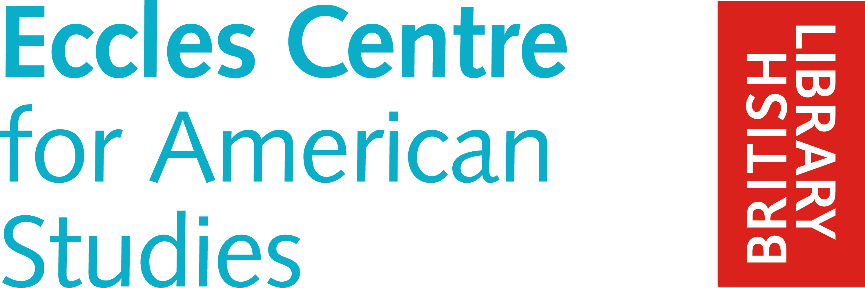 Eccles Centre
for American
Studies
BRITISH
LIBRARY